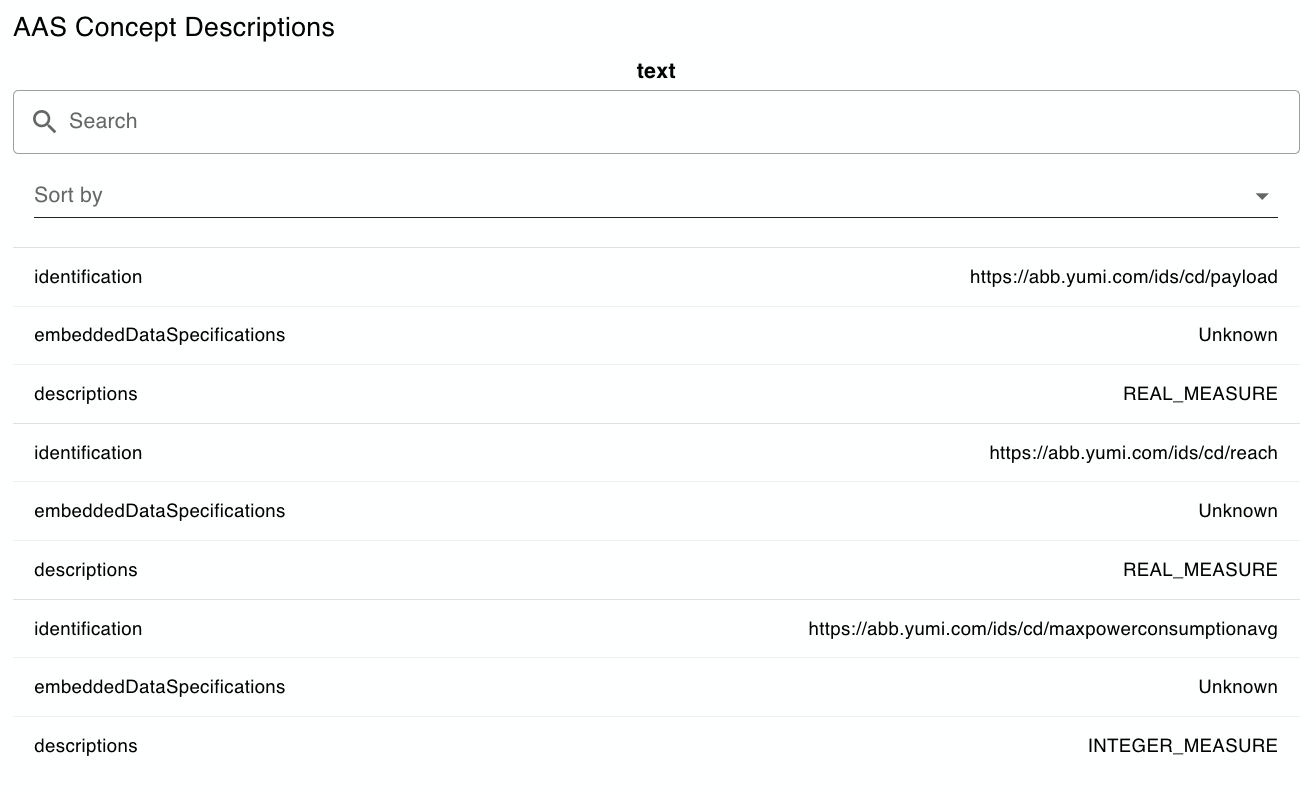 AAS Concept Descriptions
text
Search
Sort by
identification https://abb.yumi.com/ids/cd/payload
embeddedDataSpecifications Unknown
descriptions REAL_MEASURE
identification https://abb.yumi.com/ids/cd/reach
embeddedDataSpecifications Unknown
descriptions REAL_MEASURE
identification https://abb.yumi.com/ids/cd/maxpowerconsumptionavg
embeddedDataSpecifications Unknown
descriptions INTEGER_MEASURE